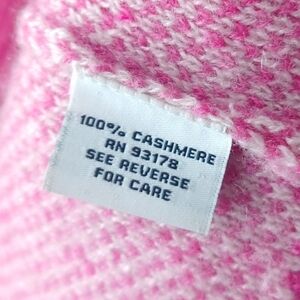 100% CASHMERE
RN 93178
SEE REVERSE
FOR CARE